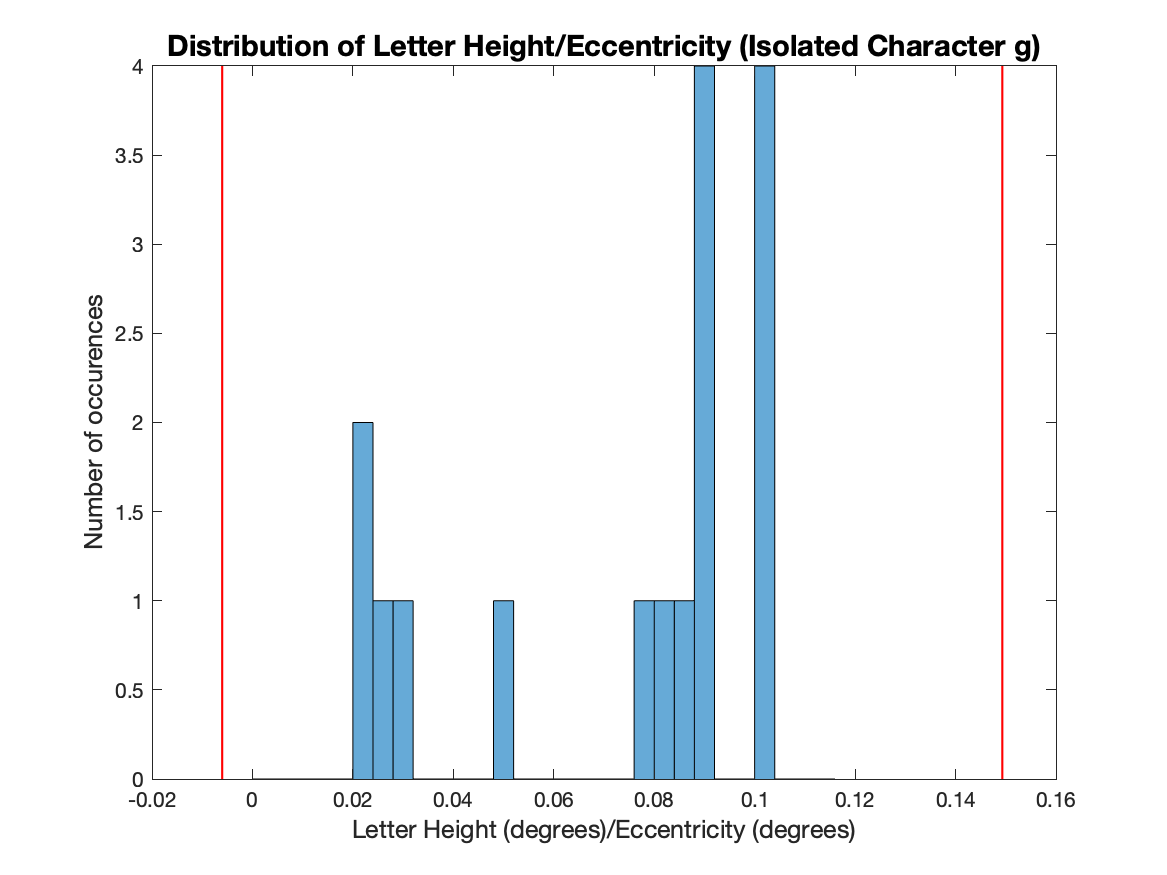 Distribution of Letter Height/Eccentricity (Isolated Character g)
4
3.5
3
2.5
2
1.5
1
0.5
0
Number of occurences
-0.02 0 0.02 0.04 0.06 0.08 0.1 0.12 0.14 0.16
Letter Height (degrees)/Eccentricity (degrees)